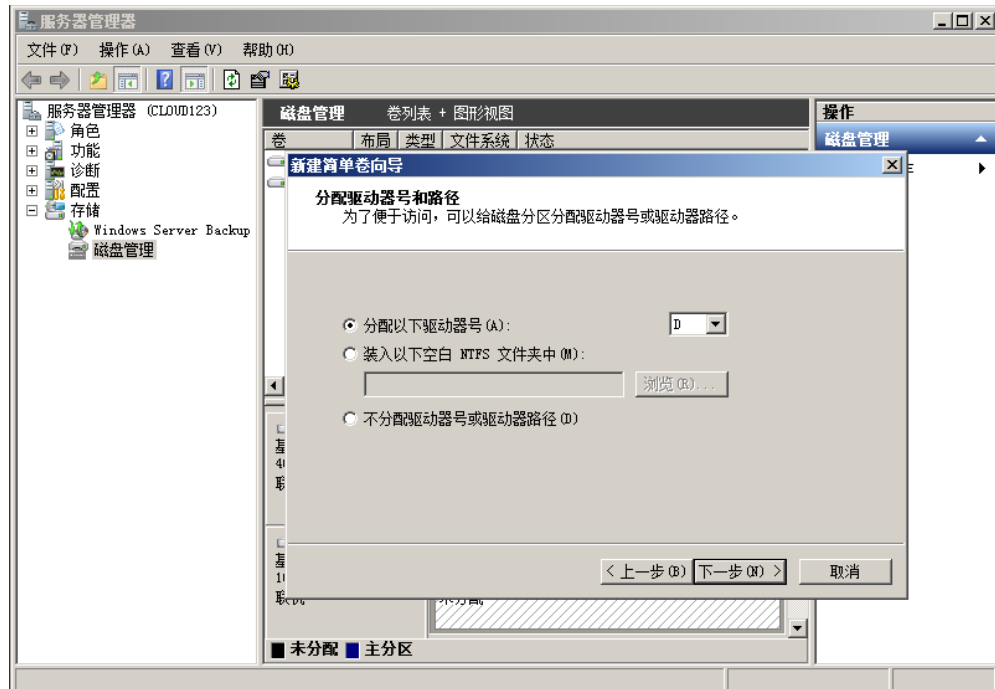 服务器管理器
文件(F) 操作(A) 查看(V) 帮助(H)
服务器管理器 (CLOUD123)
角色
功能
诊断
配置
存储
Windows Server Backup
磁盘管理
磁盘管理 卷列表 + 图形视图
卷 布局 类型 文件系统 状态
操作
磁盘管理
新建简单卷向导
分配驱动器号和路径
为了便于访问，可以给磁盘分区分配驱动器号或驱动器路径。
分配以下驱动器号(A): D
装入以下空白 NTFS 文件夹中(M):
浏览(R)...
不分配驱动器号或驱动器路径(D)
< 上一步(B) 下一步(N) > 取消
基
联机
未分配
未分配 主分区